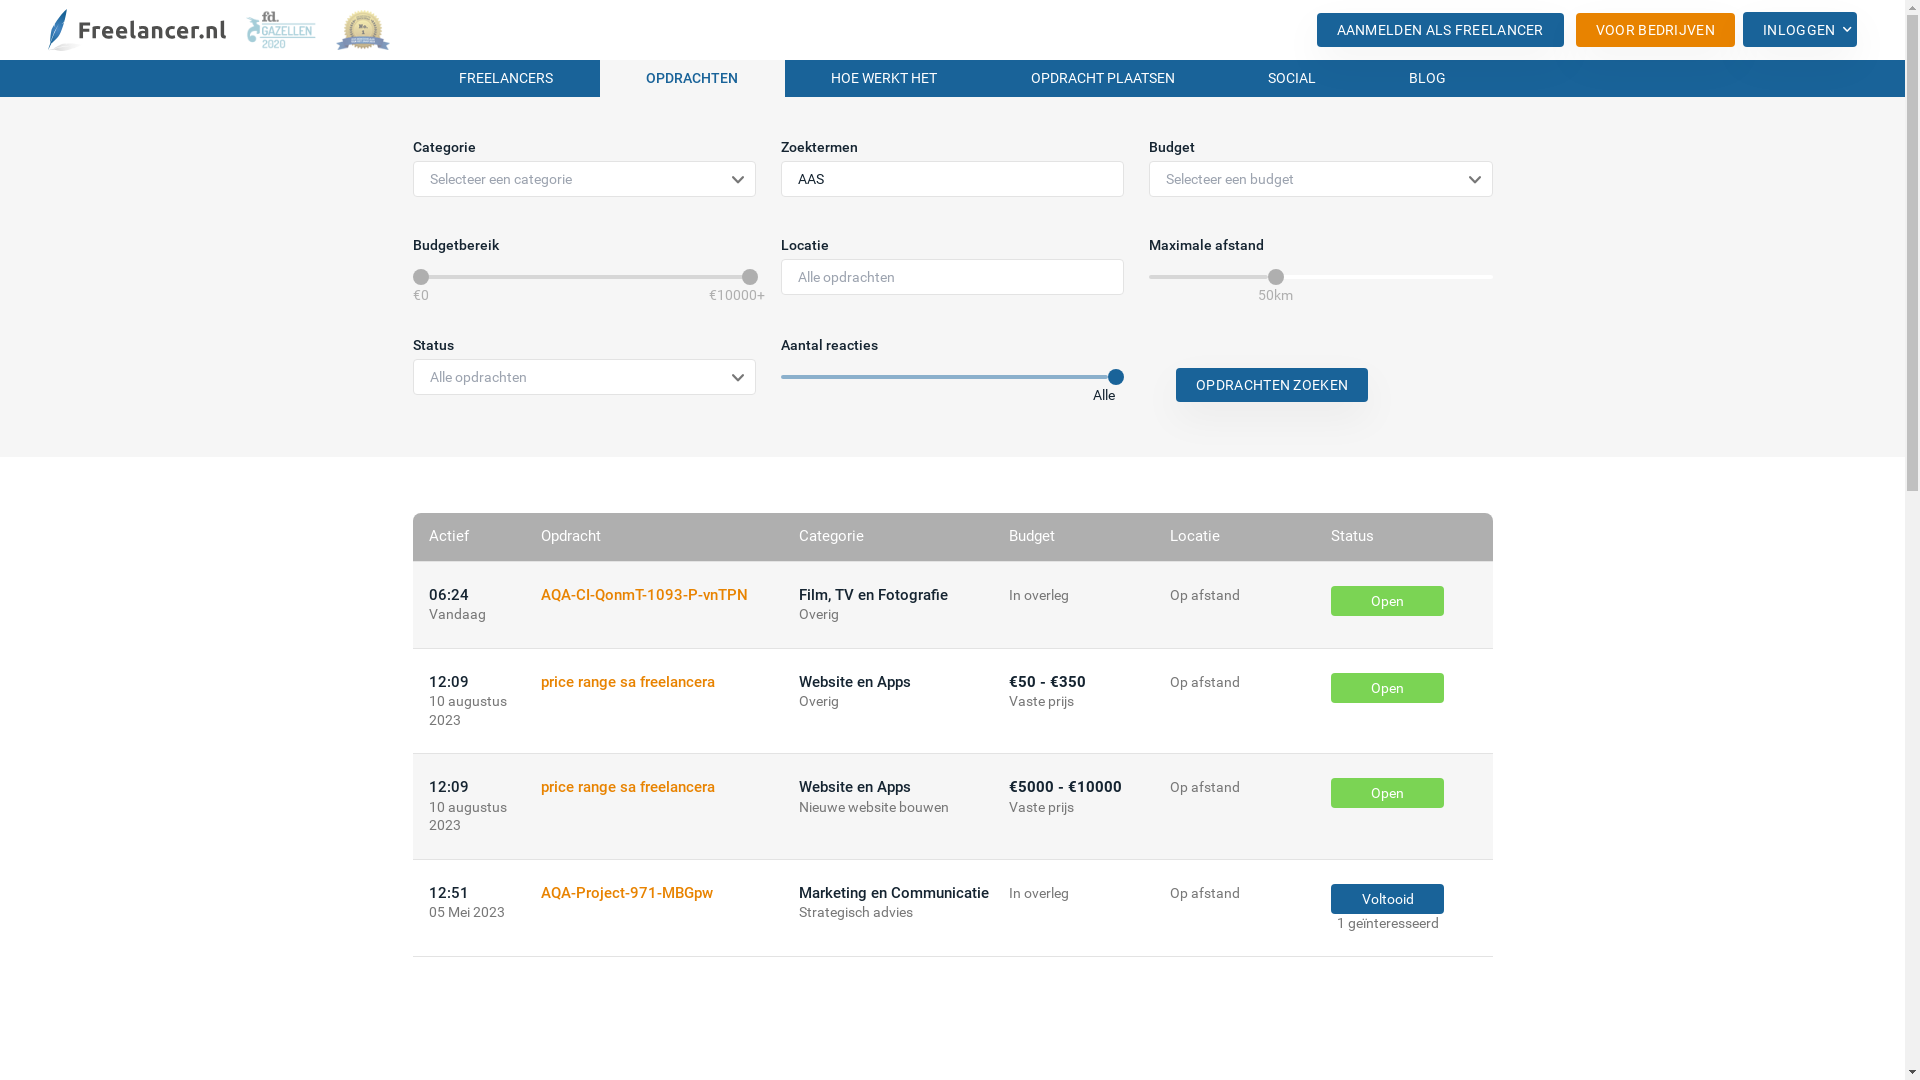 Freelancer.nl
fd.
GAZELLEN
2020
No.
1
AANMELDEN ALS FREELANCER
VOOR BEDRIJVEN
INLOGGEN
FREELANCERS
OPDRACHTEN
HOE WERKT HET
OPDRACHT PLAATSEN
SOCIAL
BLOG
Categorie
Zoektermen
Budget
Selecteer een categorie
AAS
Selecteer een budget
Budgetbereik
Locatie
Maximale afstand
Alle opdrachten
€0
€10000+
50km
Status
Aantal reacties
Alle opdrachten
Alle
OPDRACHTEN ZOEKEN
Actief
Opdracht
Categorie
Budget
Locatie
Status
06:24
Vandaag
AQA-CI-QonmT-1093-P-vnTPN
Film, TV en Fotografie
Overig
In overleg
Op afstand
Open
12:09
10 augustus
2023
price range sa freelancera
Website en Apps
Overig
€50 - €350
Vaste prijs
Op afstand
Open
12:09
10 augustus
2023
price range sa freelancera
Website en Apps
Nieuwe website bouwen
€5000 - €10000
Vaste prijs
Op afstand
Open
12:51
05 Mei 2023
AQA-Project-971-MBGpw
Marketing en Communicatie
Strategisch advies
In overleg
Op afstand
Voltooid
1 geïnteresseerd